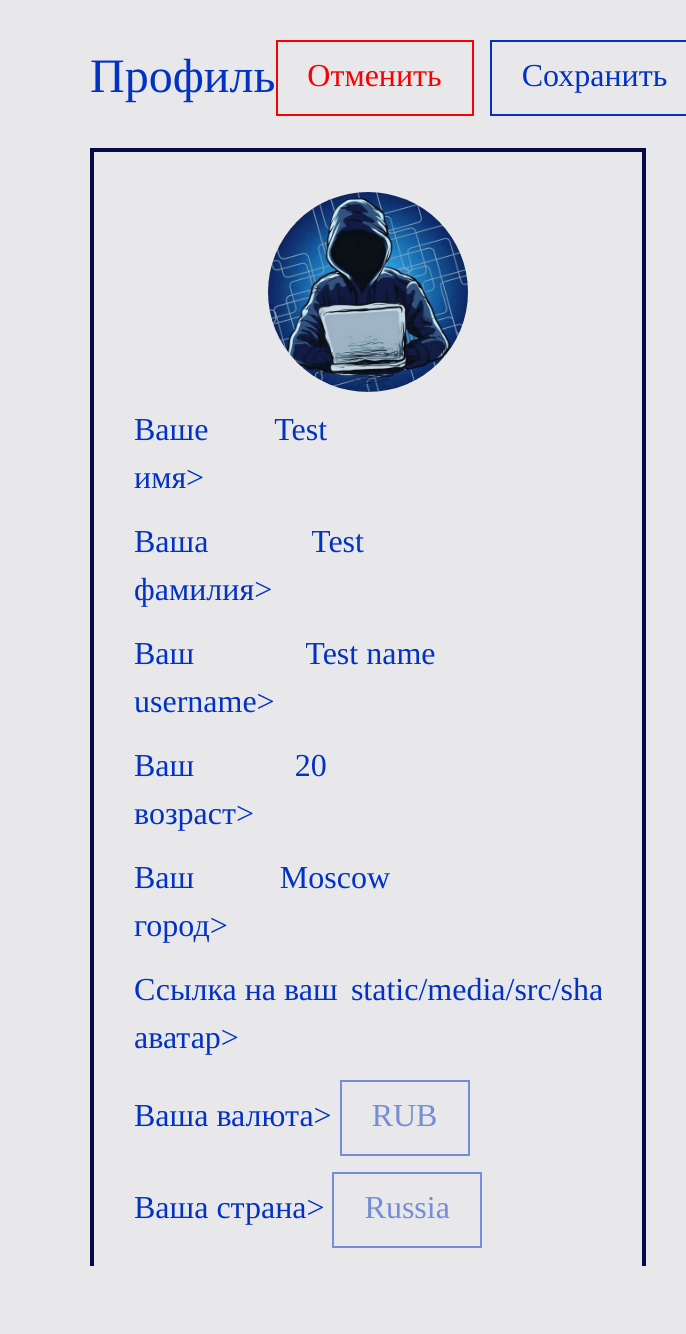 Профиль Отменить Сохранить
Ваше Test
имя>
Ваша Test
фамилия>
Ваш Test name
username>
Ваш 20
возраст>
Ваш Moscow
город>
Ссылка на ваш static/media/src/sha
аватар>
Ваша валюта> RUB
Ваша страна> Russia